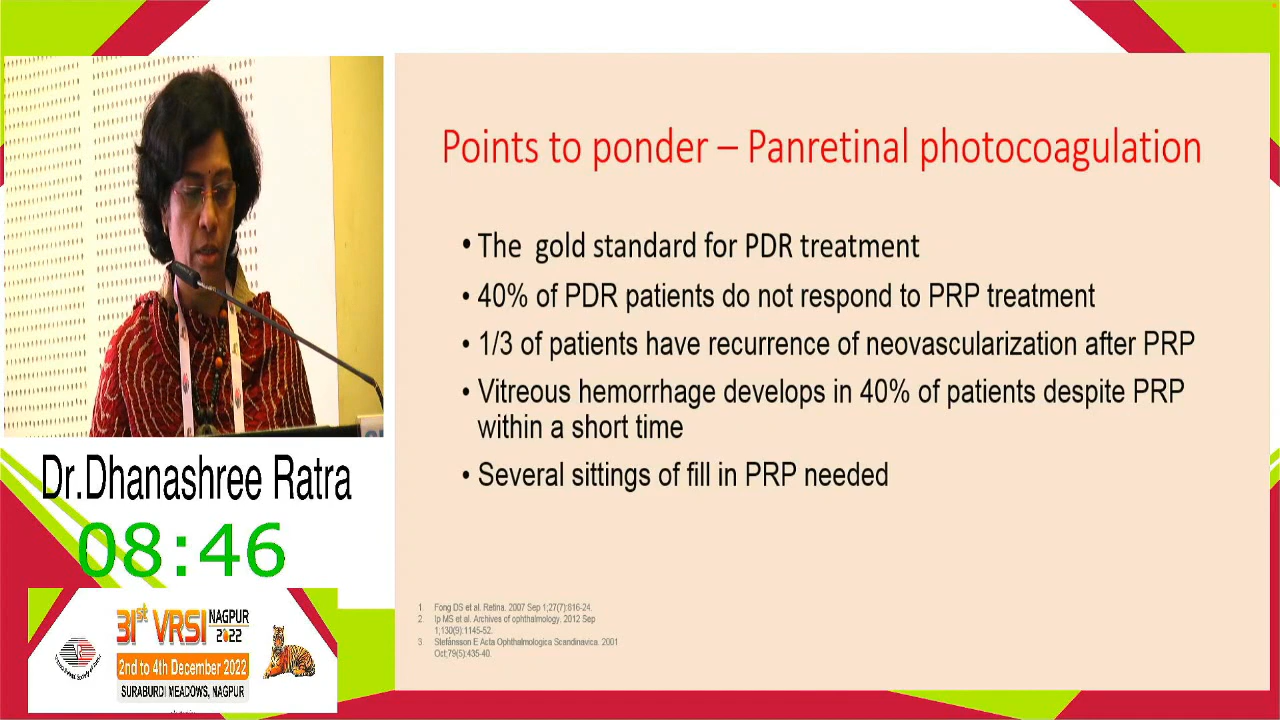 Points to ponder – Panretinal photocoagulation
• The gold standard for PDR treatment
• 40% of PDR patients do not respond to PRP treatment
• 1/3 of patients have recurrence of neovascularization after PRP
• Vitreous hemorrhage develops in 40% of patients despite PRP
within a short time
• Several sittings of fill in PRP needed
1. Fong DS et al. Retina. 2007 Sep 1;27(7):816-24.
2. Ip MS et al. Archives of ophthalmology. 2012 Sep
1;130(9):1145-52.
3. Stefánsson E Acta Ophthalmologica Scandinavica. 2001
Oct;79(5):435-40.
Dr.Dhanashree Ratra
08:46
31st VRSI NAGPUR
2022
2nd to 4th December 2022
SURABURDI MEADOWS, NAGPUR